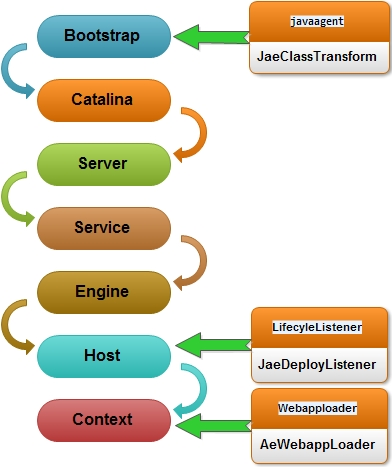 Bootstrap
javaagent
JaeClassTransform
Catalina
Server
Service
Engine
LifecyleListener
Host
JaeDeployListener
Webapploader
Context
AeWebappLoader